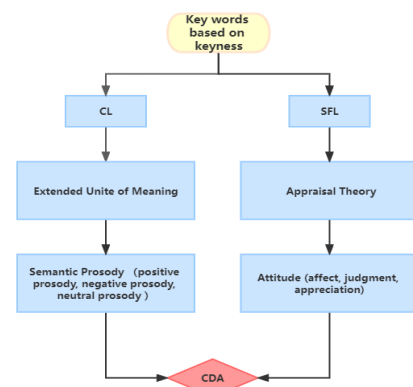 Key words
based on
keyness
CL
SFL
Extended Unite of Meaning
Appraisal Theory
Semantic Prosody （positive
prosody, negative prosody,
neutral prosody ）
Attitude (affect, judgment,
appreciation)
CDA